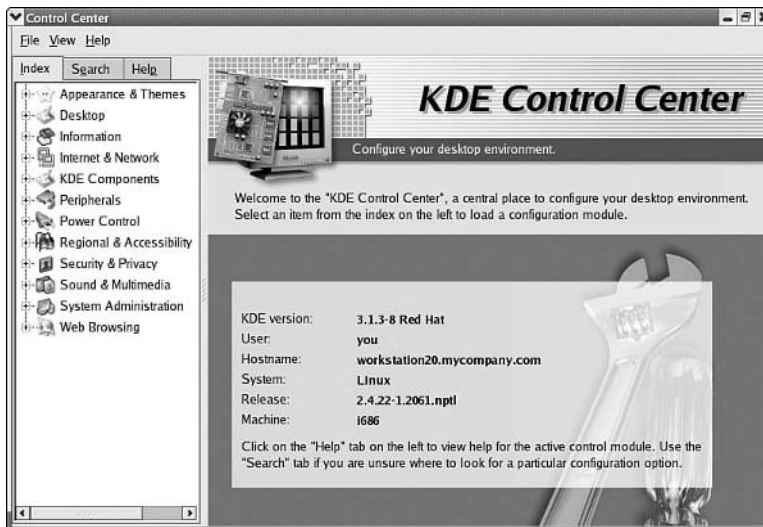 Control Center
File View Help
Index Search Help
Appearance & Themes
Desktop
Information
Internet & Network
KDE Components
Peripherals
Power Control
Regional & Accessibility
Security & Privacy
Sound & Multimedia
System Administration
Web Browsing
KDE Control Center
Configure your desktop environment.
Welcome to the "KDE Control Center", a central place to configure your desktop environment.
Select an item from the index on the left to load a configuration module.
KDE version: 3.1.3-8 Red Hat
User: you
Hostname: workstation20.mycompany.com
System: Linux
Release: 2.4.22-1.2061.nptl
Machine: i686
Click on the "Help" tab on the left to view help for the active control module. Use the
"Search" tab if you are unsure where to look for a particular configuration option.